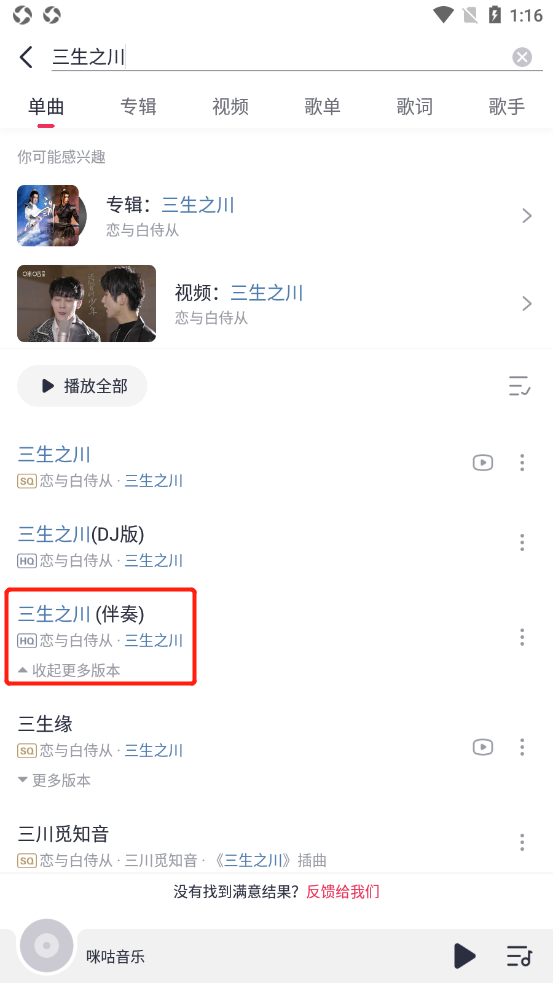 1:16
三生之川
单曲 专辑 视频 歌单 歌词 歌手
你可能感兴趣
专辑：三生之川
恋与白侍从
视频：三生之川
恋与白侍从
播放全部
三生之川
SQ 恋与白侍从 · 三生之川
三生之川(DJ版)
HQ 恋与白侍从 · 三生之川
三生之川 (伴奏)
HQ 恋与白侍从 · 三生之川
收起更多版本
三生缘
SQ 恋与白侍从 · 三生之川
更多版本
三川觅知音
SQ 恋与白侍从 · 三川觅知音 · 《三生之川》插曲
没有找到满意结果？反馈给我们
咪咕音乐